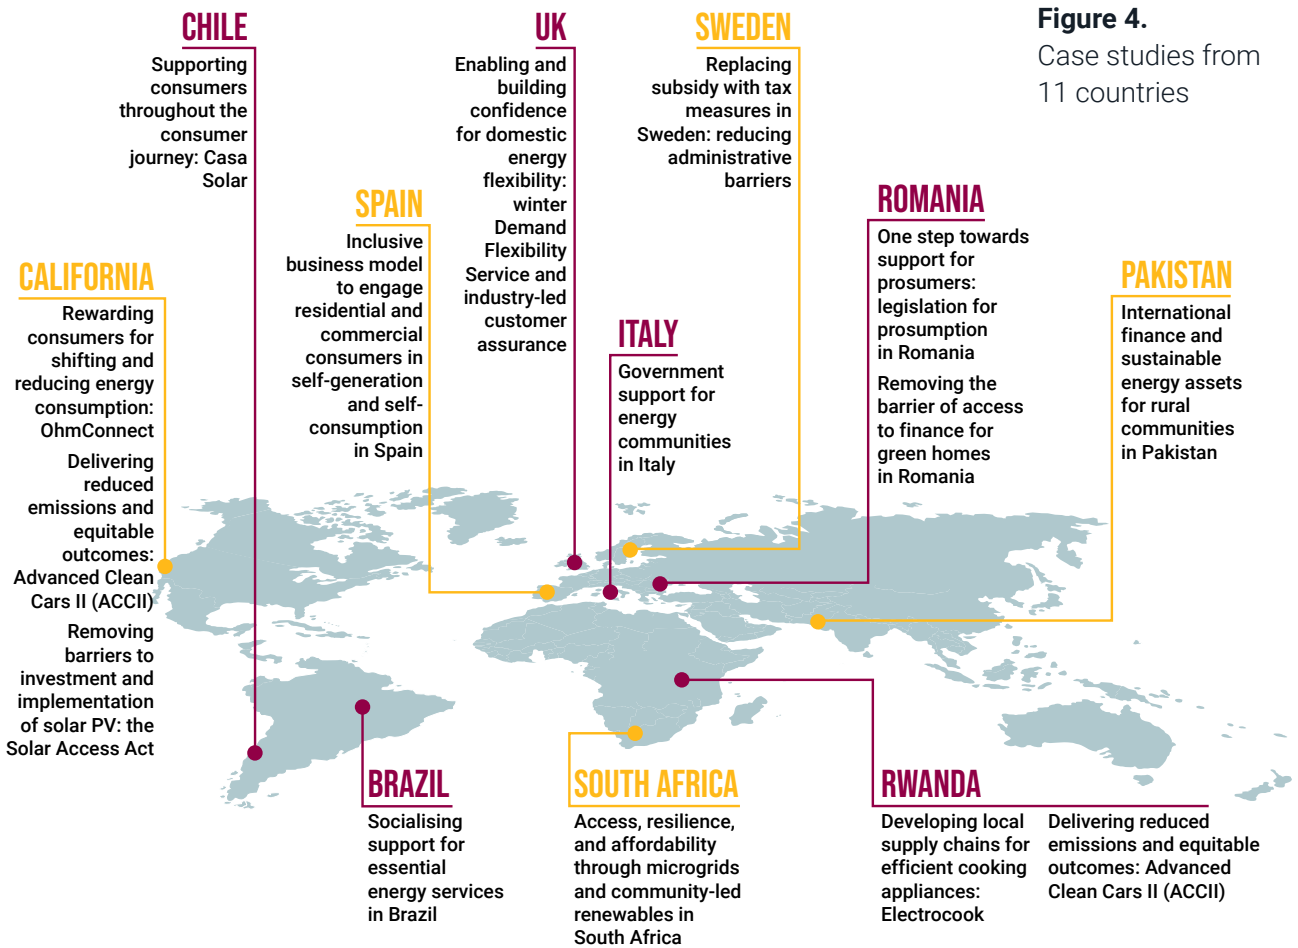 Figure 4.
Case studies from
11 countries
CHILE
Supporting
consumers
throughout the
consumer
journey: Casa
Solar
UK
Enabling and
building
confidence
for domestic
energy
flexibility:
winter
Demand
Flexibility
Service and
industry-led
customer
assurance
SWEDEN
Replacing
subsidy with tax
measures in
Sweden: reducing
administrative
barriers
SPAIN
Inclusive
business model
to engage
residential and
commercial
consumers in
self-generation
and self-
consumption
in Spain
ROMANIA
One step towards
support for
prosumers:
legislation for
prosumption
in Romania
Removing the
barrier of access
to finance for
green homes
in Romania
CALIFORNIA
Rewarding
consumers for
shifting and
reducing energy
consumption:
OhmConnect
Delivering
reduced
emissions and
equitable
outcomes:
Advanced Clean
Cars II (ACCII)
Removing
barriers to
investment and
implementation
of solar PV: the
Solar Access Act
PAKISTAN
International
finance and
sustainable
energy assets
for rural
communities
in Pakistan
ITALY
Government
support for
energy
communities
in Italy
BRAZIL
Socialising
support for
essential
energy services
in Brazil
SOUTH AFRICA
Access, resilience,
and affordability
through microgrids
and community-led
renewables in
South Africa
RWANDA
Developing local
supply chains for
efficient cooking
appliances:
Electrocook
Delivering reduced
emissions and equitable
outcomes: Advanced
Clean Cars II (ACCII)